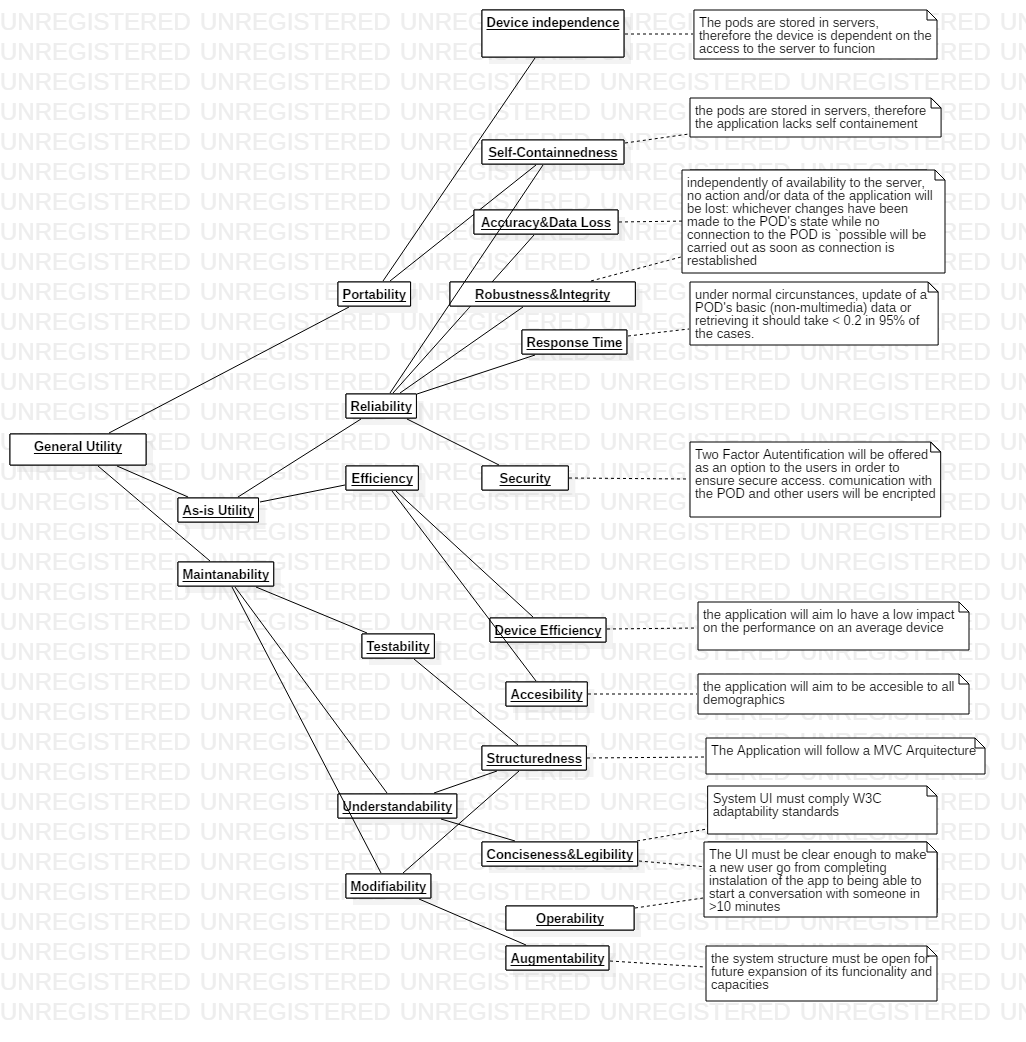 Device independence
The pods are stored in servers,
therefore the device is dependent on the
access to the server to funcion
the pods are stored in servers, therefore
the application lacks self containement
Self-Containnedness
independently of availability to the server,
no action and/or data of the application will
be lost: whichever changes have been
made to the POD's state while no
connection to the POD is `possible will be
carried out as soon as connection is
restablished
Accuracy&Data Loss
Portability
Robustness&Integrity
under normal circunstances, update of a
POD's basic (non-multimedia) data or
retrieving it should take < 0.2 in 95% of
the cases.
Response Time
Reliability
General Utility
Two Factor Autentification will be offered
as an option to the users in order to
ensure secure access. comunication with
the POD and other users will be encripted
Efficiency
Security
As-is Utility
Maintanability
the application will aim lo have a low impact
on the performance on an average device
Device Efficiency
Testability
the application will aim to be accesible to all
demographics
Accesibility
The Application will follow a MVC Arquitecture
Structuredness
System UI must comply W3C
adaptability standards
Understandability
Conciseness&Legibility
The UI must be clear enough to make
a new user go from completing
instalation of the app to being able to
start a conversation with someone in
>10 minutes
Modifiability
Operability
Augmentability
the system structure must be open for
future expansion of its funcionality and
capacities
UNREGISTERED